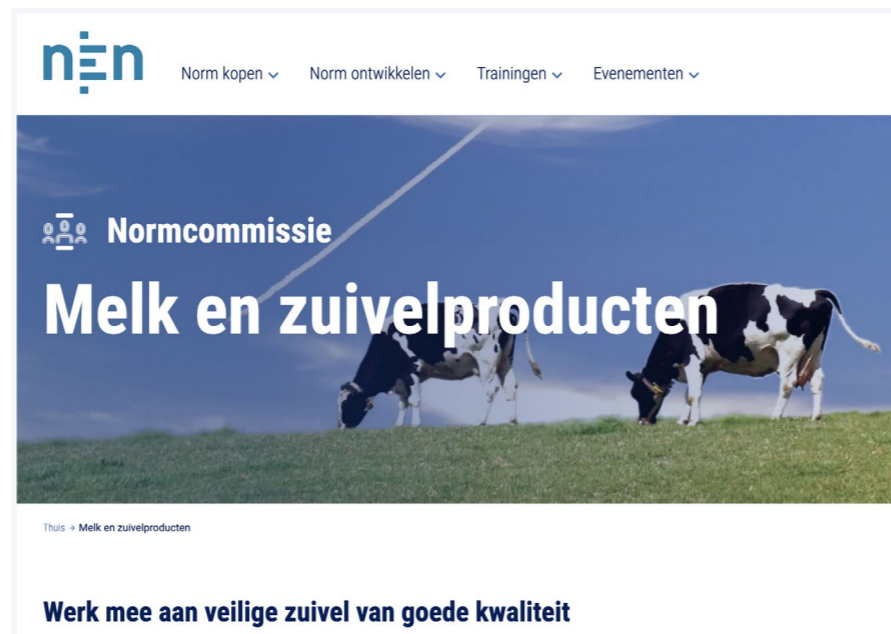 nen
Norm kopen Norm ontwikkelen Trainingen Evenementen
Normcommissie
Melk en zuivelproducten
Thuis → Melk en zuivelproducten
Werk mee aan veilige zuivel van goede kwaliteit